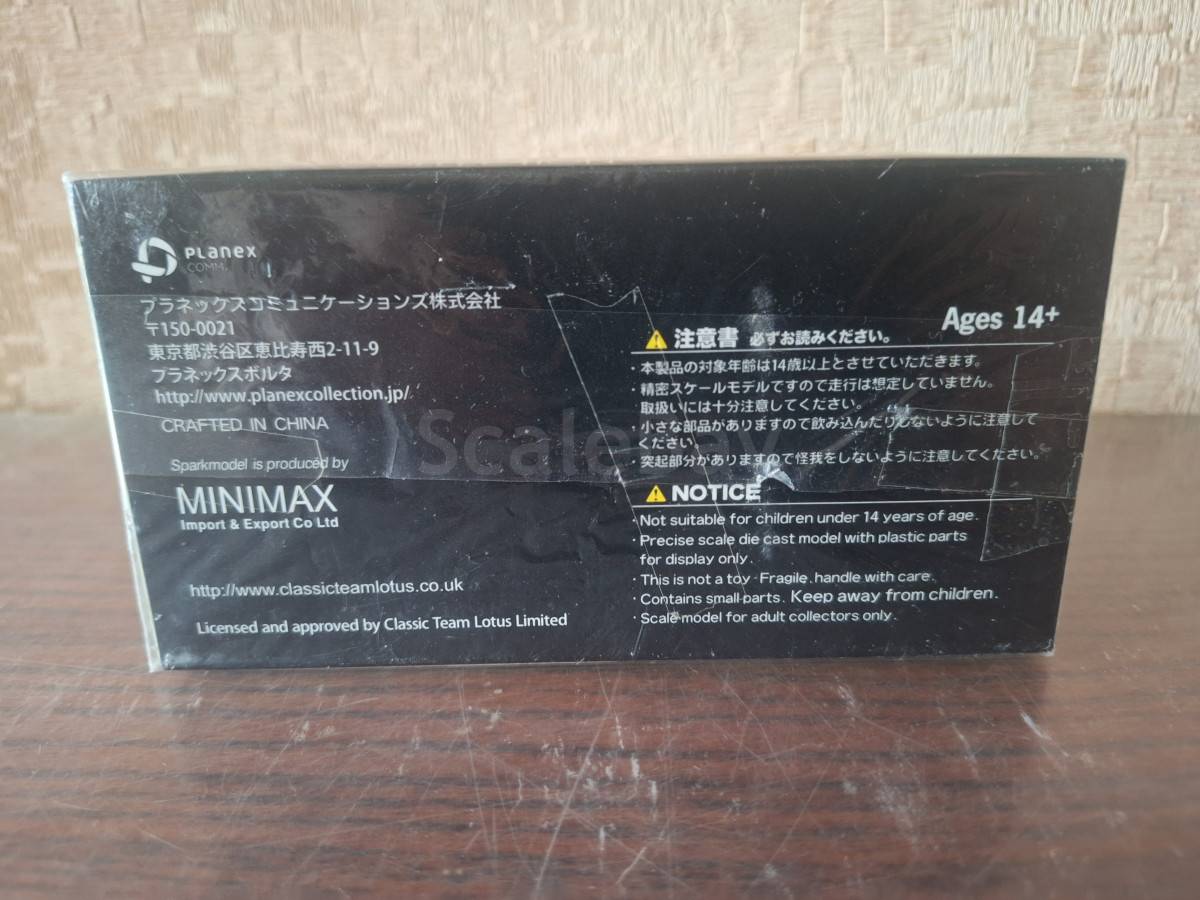 PLanex
COMM.
プラネックスコミュニケーションズ株式会社
〒150-0021
東京都渋谷区恵比寿西2-11-9
プラネックスボルタ
http://www.planexcollection.jp/
CRAFTED IN CHINA
Sparkmodel is produced by
MINIMAX
Import & Export Co Ltd
http://www.classicteamlotus.co.uk
Licensed and approved by Classic Team Lotus Limited
Ages 14+
注意書 必ずお読みください。
・本製品の対象年齢は14歳以上とさせていただきます。
・精密スケールモデルですので走行は想定していません。
取扱いには十分注意してください。
・小さな部品がありますので飲み込んだりしないように注意して
ください。
・突起部分がありますので怪我をしないように注意してください。
NOTICE
・Not suitable for children under 14 years of age.
・Precise scale die cast model with plastic parts
for display only.
・This is not a toy・Fragile, handle with care.
・Contains small parts. Keep away from children.
・Scale model for adult collectors only.